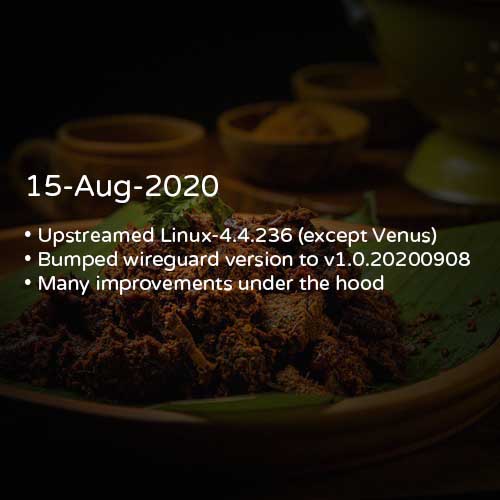 15-Aug-2020
• Upstreamed Linux-4.4.236 (except Venus)
• Bumped wireguard version to v1.0.20200908
• Many improvements under the hood